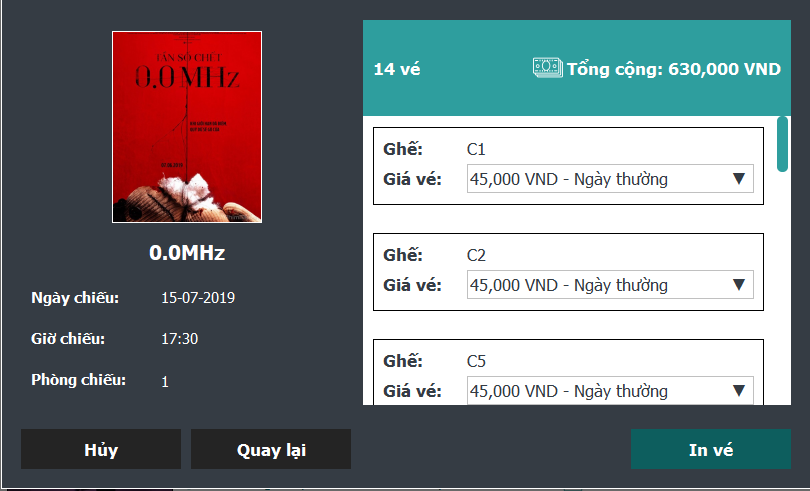 TẦN SỐ CHẾT
0.0 MHz
0.0MHz
Ngày chiếu: 15-07-2019
Giờ chiếu: 17:30
Phòng chiếu: 1
Hủy
Quay lại
14 vé
Tổng cộng: 630,000 VND
Ghế: C1
Giá vé: 45,000 VND - Ngày thường ▼
Ghế: C2
Giá vé: 45,000 VND - Ngày thường ▼
Ghế: C5
Giá vé: 45,000 VND - Ngày thường ▼
In vé